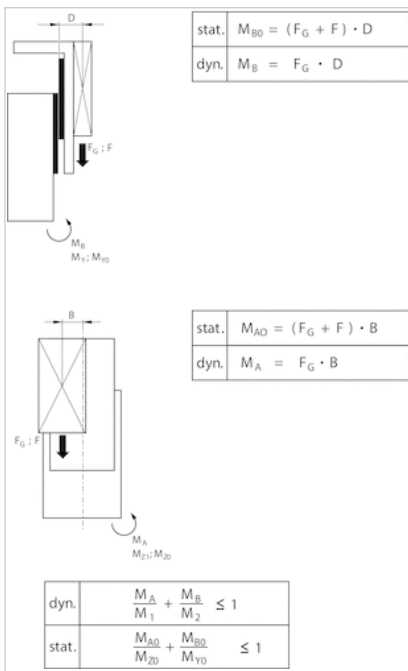 D
stat. M_B0 = (F_G + F) · D
dyn. M_B = F_G · D
F_G ; F
M_B
M_Y ; M_Y0
B
stat. M_AO = (F_G + F) · B
dyn. M_A = F_G · B
F_G ; F
M_A
M_Z1 ; M_Z0
dyn. M_A/M_1 + M_B/M_2 ≤ 1
stat. M_A0/M_Z0 + M_B0/M_Y0 ≤ 1